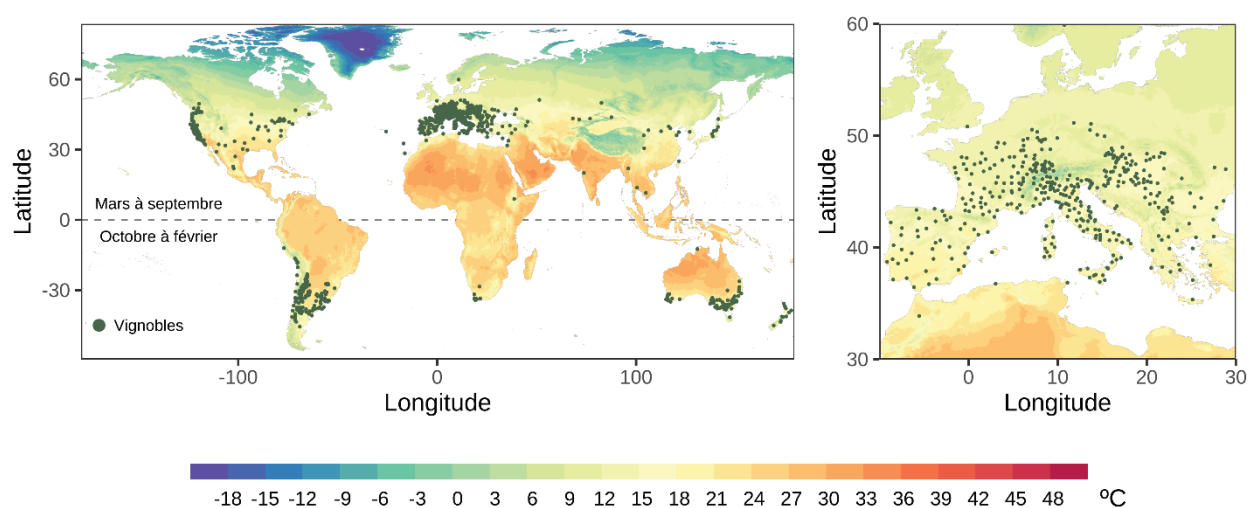 60
30
0
-30
Latitude
Mars à septembre
Octobre à février
Vignobles
-100
0
100
Longitude
60
50
40
30
Latitude
0
10
20
30
Longitude
-18 -15 -12 -9 -6 -3 0 3 6 9 12 15 18 21 24 27 30 33 36 39 42 45 48 ºC